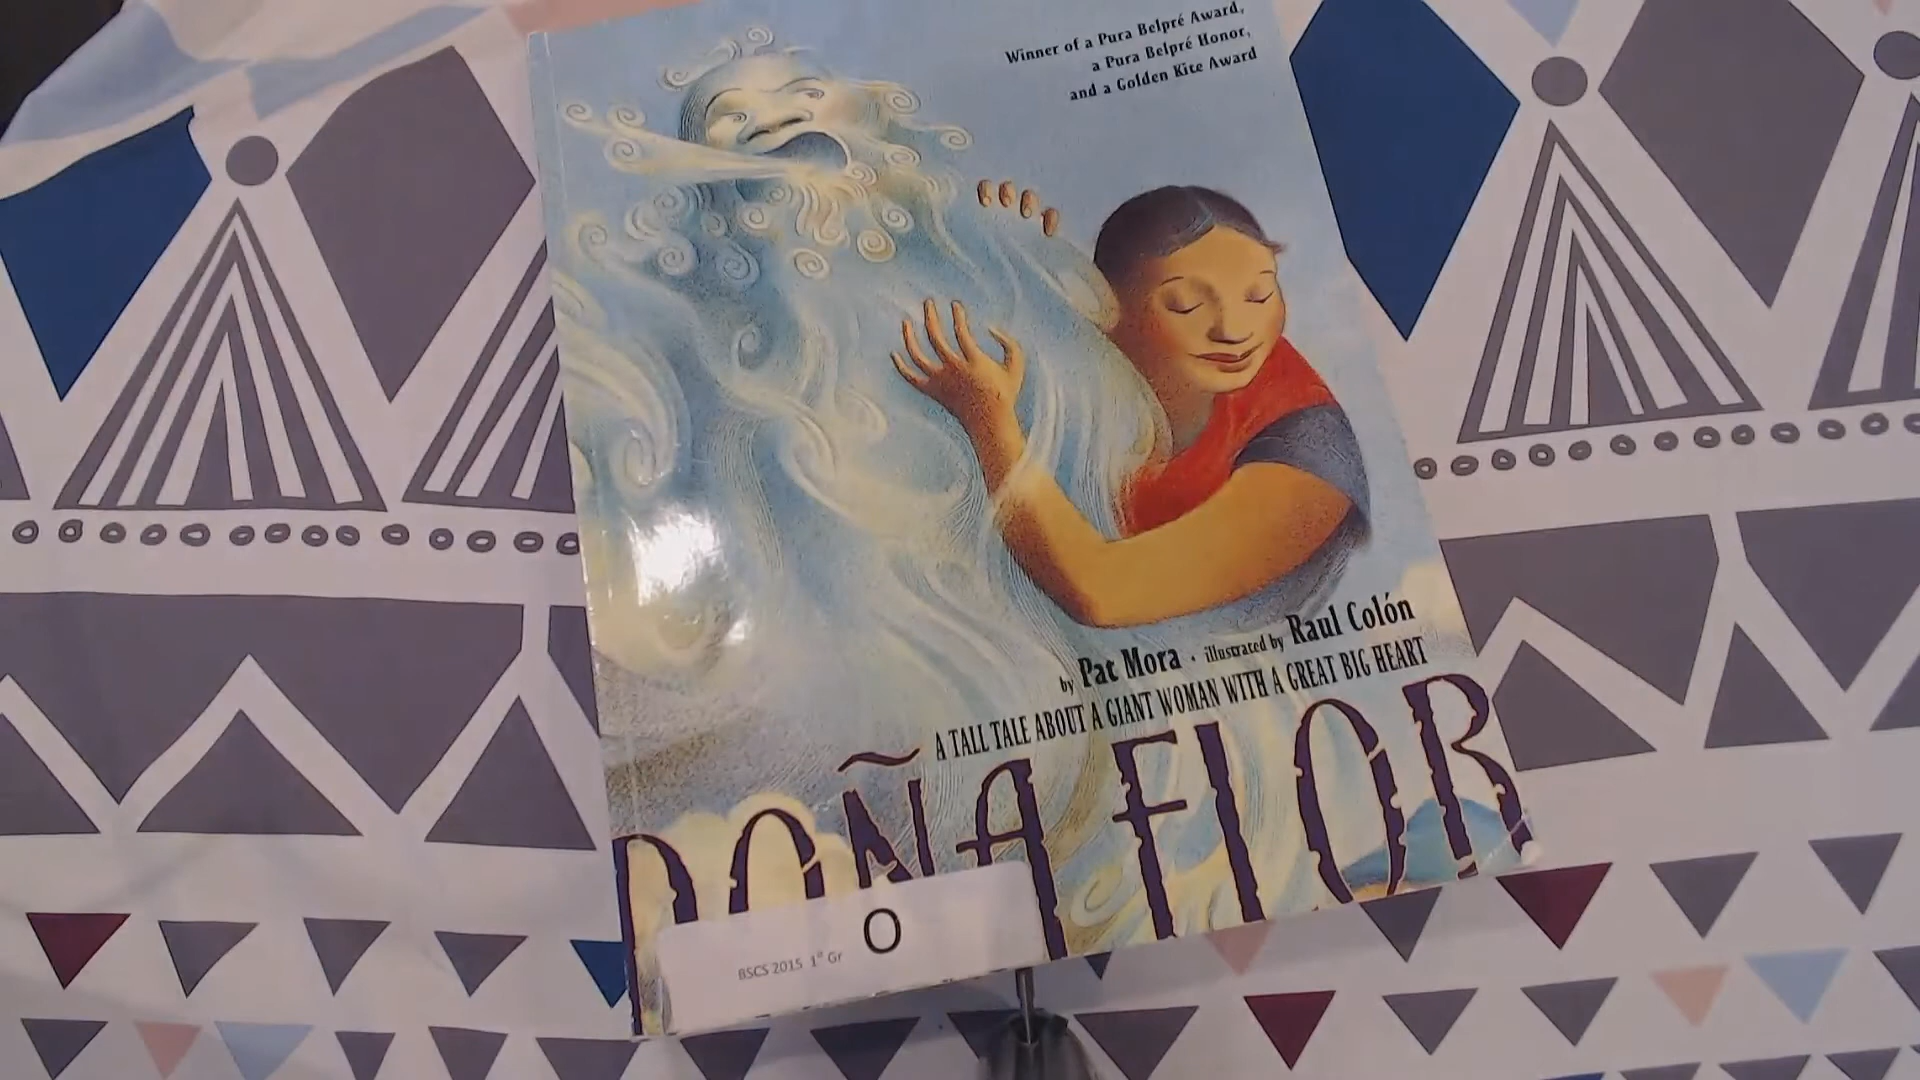 Winner of a Pura Belpré Award,
a Pura Belpré Honor,
and a Golden Kite Award
by Pat Mora · illustrated by Raul Colón
A TALL TALE ABOUT A GIANT WOMAN WITH A GREAT BIG HEART
DOÑA FLOR
O
BSCS 2015 1° Gr